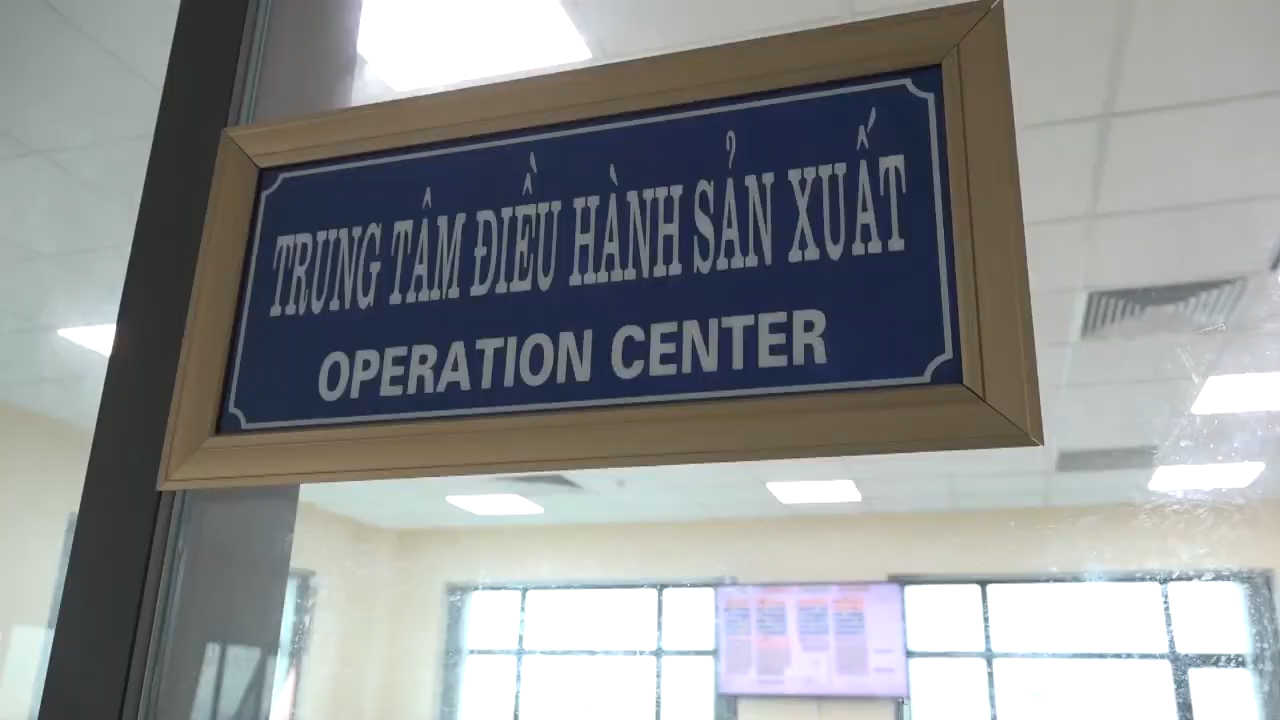 TRUNG TÂM ĐIỀU HÀNH SẢN XUẤT
OPERATION CENTER